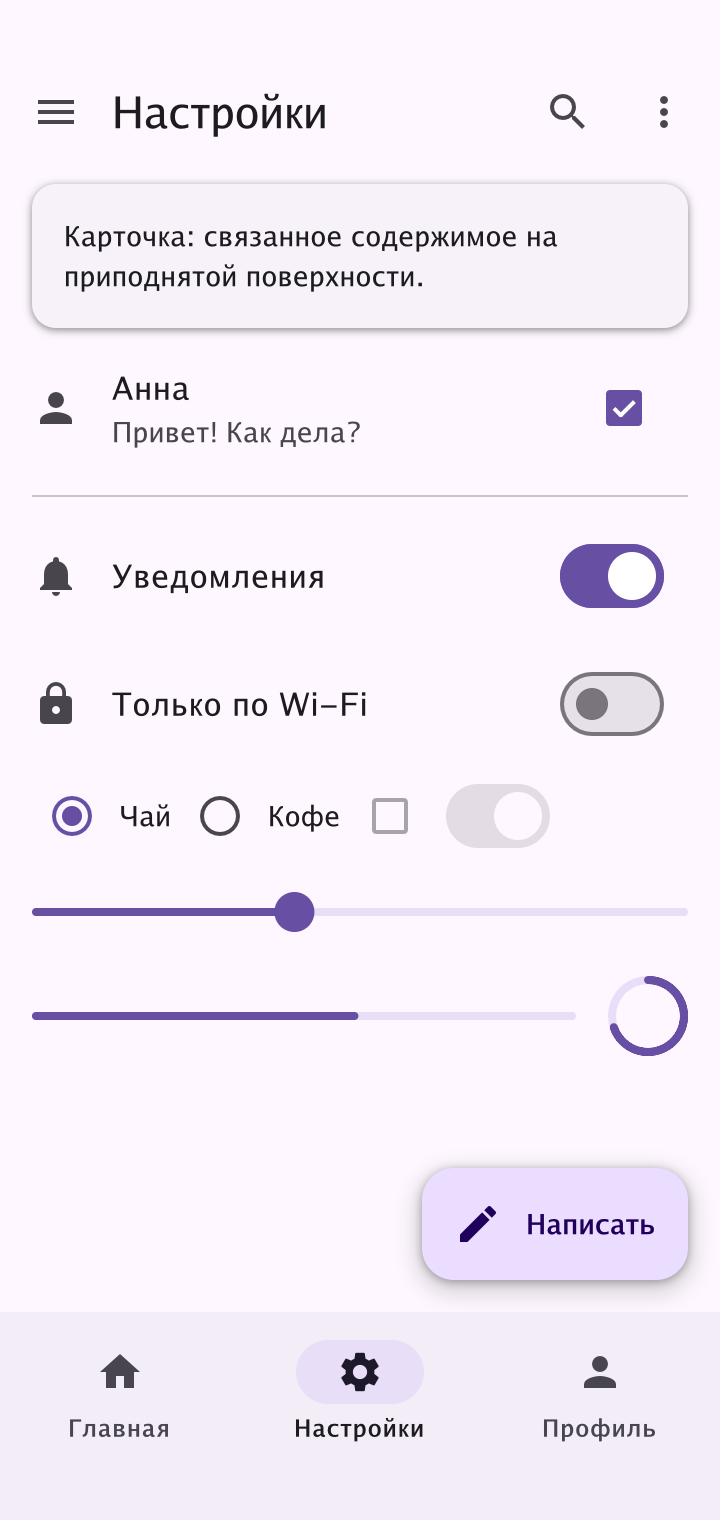 Настройки
Карточка: связанное содержимое на
приподнятой поверхности.
Анна
Привет! Как дела?
Уведомления
Только по Wi-Fi
Чай
Кофе
Написать
Главная
Настройки
Профиль